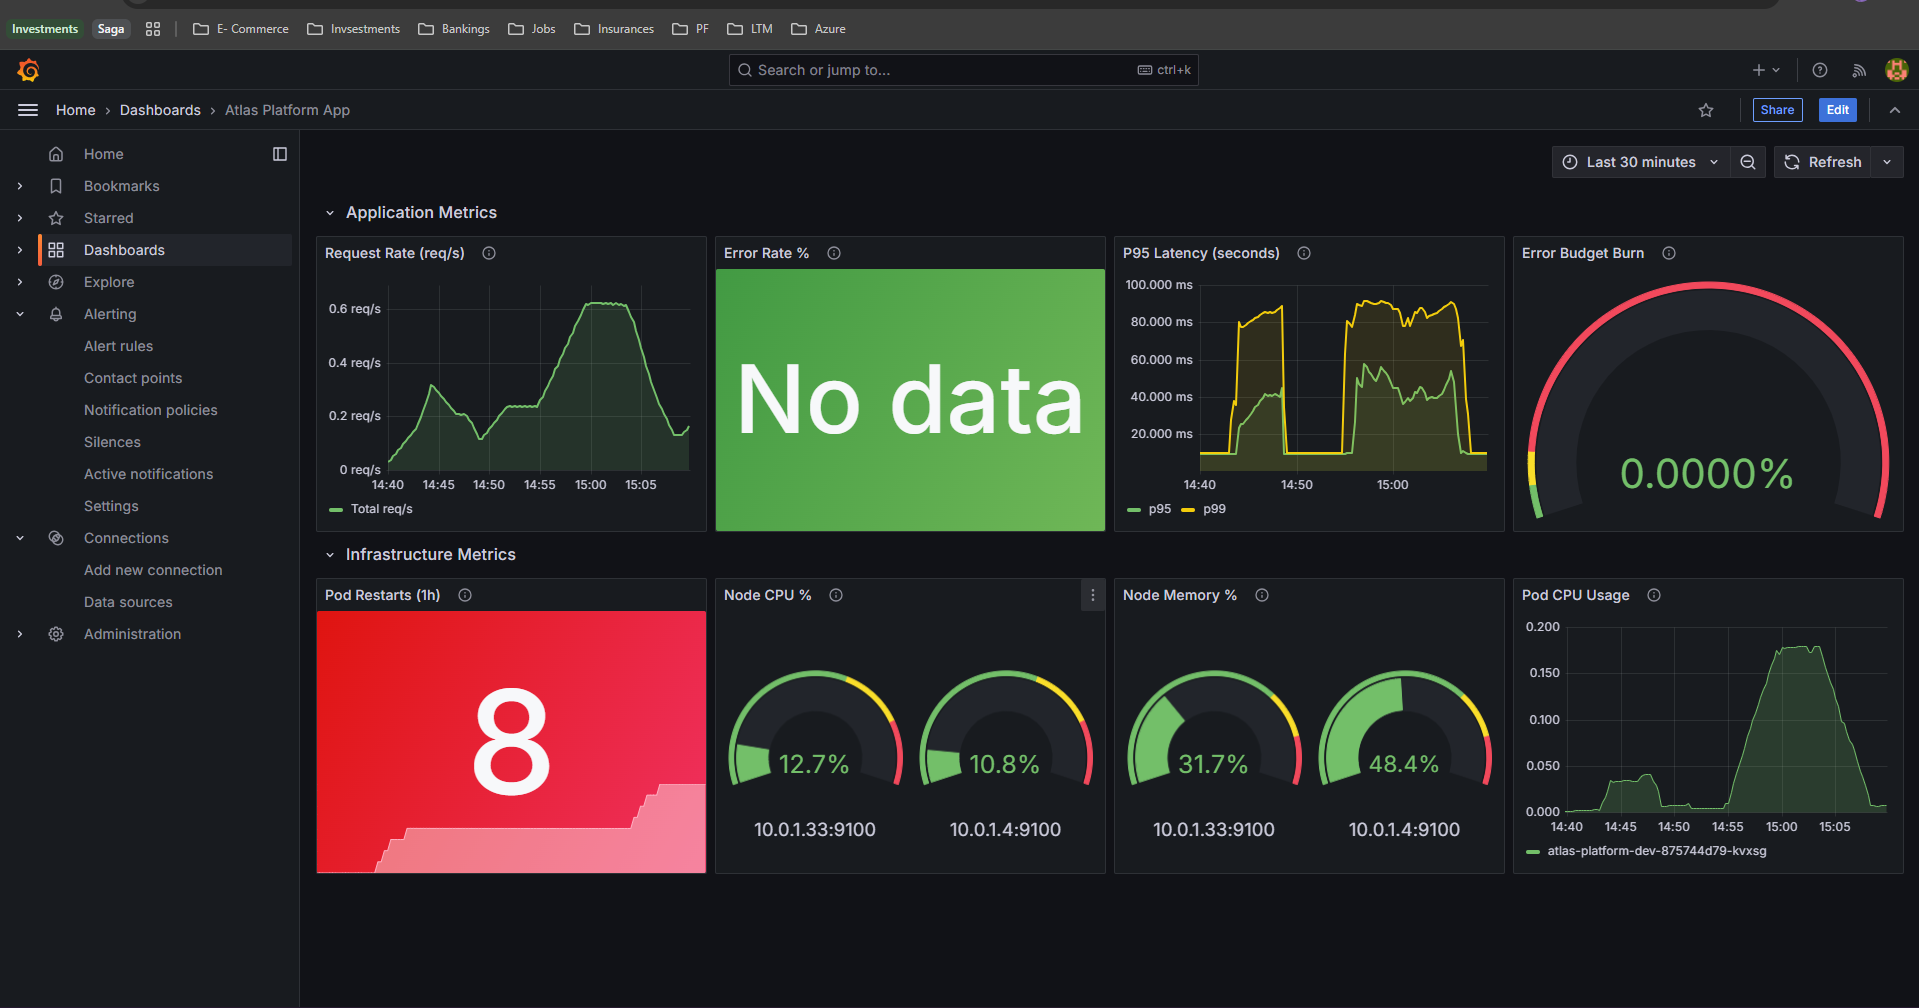 Investments Saga E- Commerce Invsestments Bankings Jobs Insurances PF LTM Azure
Search or jump to... ctrl+k
Home › Dashboards › Atlas Platform App Share Edit
Home
Bookmarks
Starred
Dashboards
Explore
Alerting
Alert rules
Contact points
Notification policies
Silences
Active notifications
Settings
Connections
Add new connection
Data sources
Administration
Last 30 minutes Refresh
Application Metrics
Request Rate (req/s)
0.6 req/s
0.4 req/s
0.2 req/s
0 req/s
14:40 14:45 14:50 14:55 15:00 15:05
Total req/s
Error Rate %
No data
P95 Latency (seconds)
100.000 ms
80.000 ms
60.000 ms
40.000 ms
20.000 ms
14:40 14:50 15:00
p95 p99
Error Budget Burn
0.0000%
Infrastructure Metrics
Pod Restarts (1h)
8
Node CPU %
12.7% 10.8%
10.0.1.33:9100 10.0.1.4:9100
Node Memory %
31.7% 48.4%
10.0.1.33:9100 10.0.1.4:9100
Pod CPU Usage
0.200
0.150
0.100
0.050
0.000
14:40 14:45 14:50 14:55 15:00 15:05
atlas-platform-dev-875744d79-kvxsg